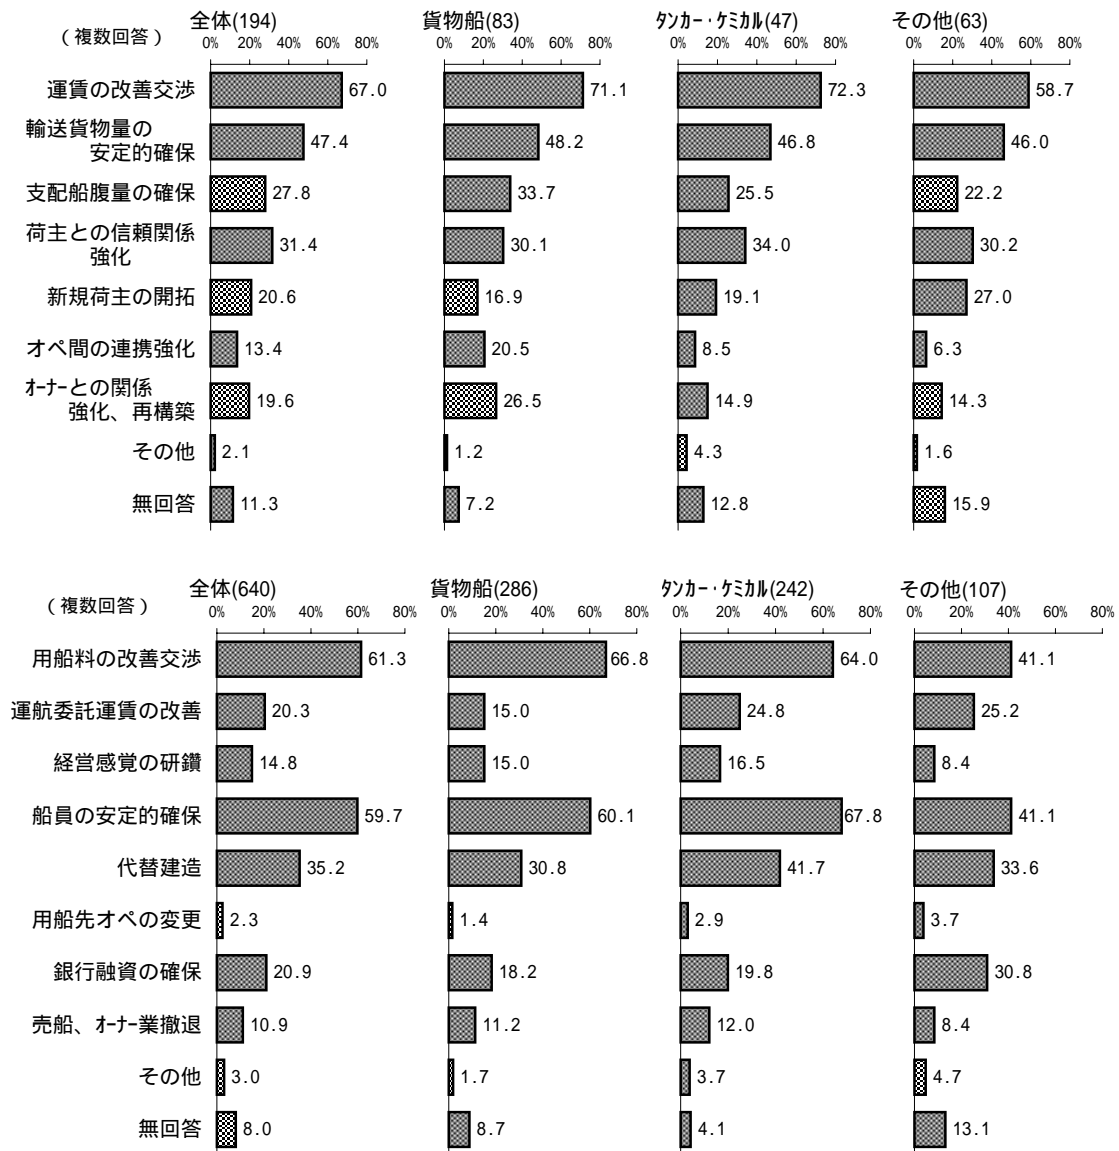 全体(194) 貨物船(83) ﾀﾝｶｰ・ｹﾐｶﾙ(47) その他(63)
（複数回答） 0% 20% 40% 60% 80% 0% 20% 40% 60% 80% 0% 20% 40% 60% 80% 0% 20% 40% 60% 80%
運賃の改善交渉 67.0 71.1 72.3 58.7
輸送貨物量の
安定的確保 47.4 48.2 46.8 46.0
支配船腹量の確保 27.8 33.7 25.5 22.2
荷主との信頼関係
強化 31.4 30.1 34.0 30.2
新規荷主の開拓 20.6 16.9 19.1 27.0
オペ間の連携強化 13.4 20.5 8.5 6.3
ｵｰﾅｰとの関係
強化、再構築 19.6 26.5 14.9 14.3
その他 2.1 1.2 4.3 1.6
無回答 11.3 7.2 12.8 15.9
全体(640) 貨物船(286) ﾀﾝｶｰ・ｹﾐｶﾙ(242) その他(107)
（複数回答） 0% 20% 40% 60% 80% 0% 20% 40% 60% 80% 0% 20% 40% 60% 80% 0% 20% 40% 60% 80%
用船料の改善交渉 61.3 66.8 64.0 41.1
運航委託運賃の改善 20.3 15.0 24.8 25.2
経営感覚の研鑽 14.8 15.0 16.5 8.4
船員の安定的確保 59.7 60.1 67.8 41.1
代替建造 35.2 30.8 41.7 33.6
用船先オペの変更 2.3 1.4 2.9 3.7
銀行融資の確保 20.9 18.2 19.8 30.8
売船、ｵｰﾅｰ業撤退 10.9 11.2 12.0 8.4
その他 3.0 1.7 3.7 4.7
無回答 8.0 8.7 4.1 13.1